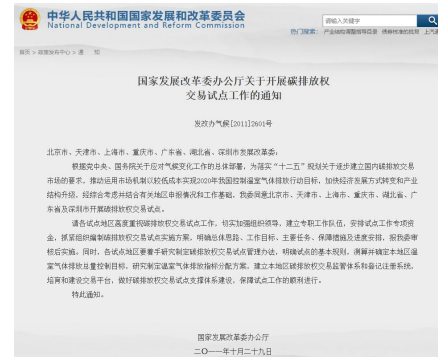 中华人民共和国国家发展和改革委员会
National Development and Reform Commission
请输入关键字
热门搜索：
首页 > 政策发布中心 > 通 知
国家发展改革委办公厅关于开展碳排放权
交易试点工作的通知
发改办气候[2011]2601号
北京市、天津市、上海市、重庆市、广东省、湖北省、深圳市发展改革委：
根据党中央、国务院关于应对气候变化工作的总体部署，为落实“十二五”规划关于逐步建立国内碳排放交易
市场的要求，推动运用市场机制以较低成本实现2020年我国控制温室气体排放行动目标，加快经济发展方式转变和产业
结构升级，经综合考虑并结合有关地区申报情况和工作基础，我委同意北京市、天津市、上海市、重庆市、湖北省、广
东省及深圳市开展碳排放权交易试点。
请各试点地区高度重视碳排放权交易试点工作，切实加强组织领导，建立专职工作队伍，安排试点工作专项资
金，抓紧组织编制碳排放权交易试点实施方案，明确总体思路、工作目标、主要任务、保障措施及进度安排，报我委审
核后实施。同时，各试点地区要着手研究制定碳排放权交易试点管理办法，明确试点的基本规则，测算并确定本地区温
室气体排放总量控制目标，研究制定温室气体排放指标分配方案，建立本地区碳排放权交易监管体系和登记注册系统，
培育和建设交易平台，做好碳排放权交易试点支撑体系建设，保障试点工作的顺利进行。
特此通知。
国家发展改革委办公厅
二〇一一年十月二十九日